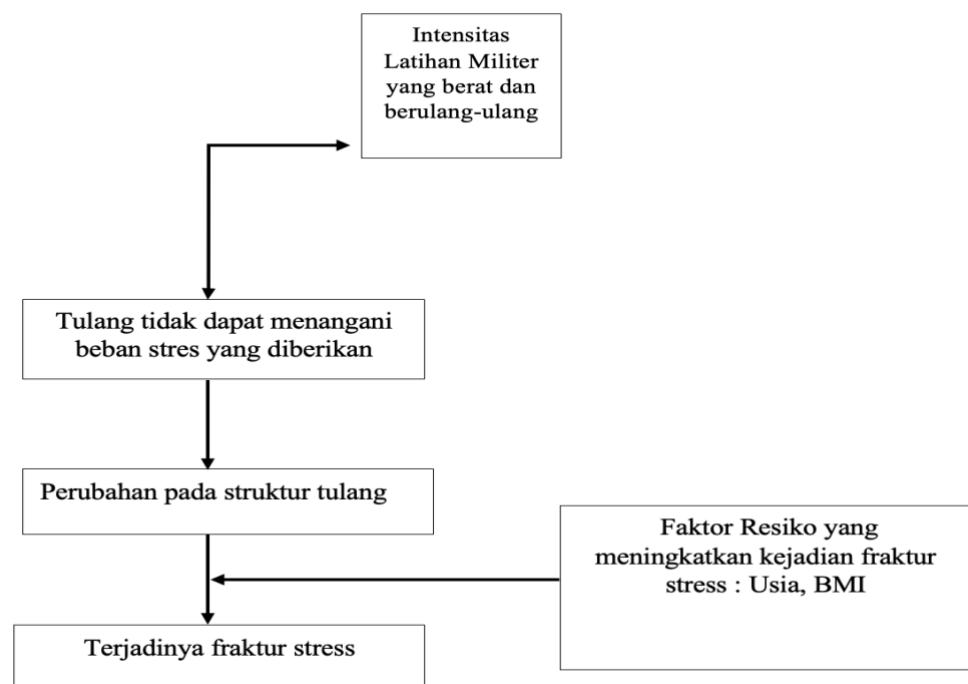 Intensitas
Latihan Militer
yang berat dan
berulang-ulang
Tulang tidak dapat menangani
beban stres yang diberikan
Perubahan pada struktur tulang
Faktor Resiko yang
meningkatkan kejadian fraktur
stress : Usia, BMI
Terjadinya fraktur stress